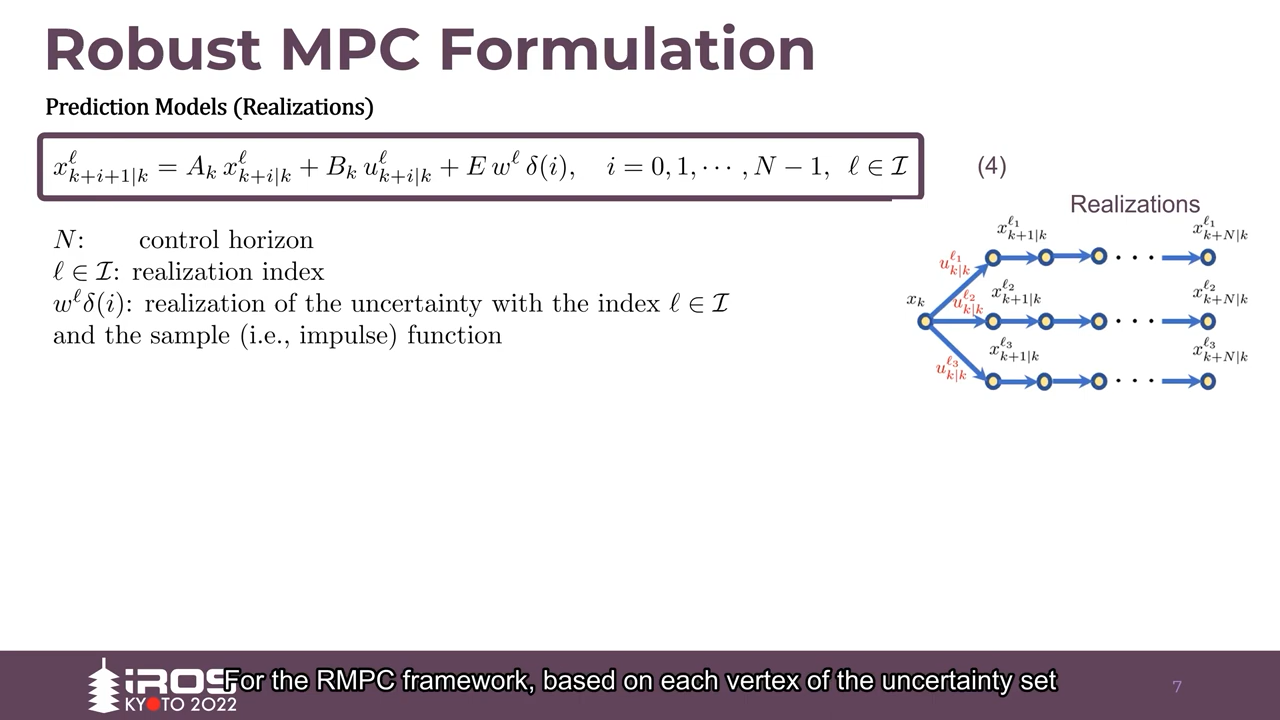 Robust MPC Formulation
Prediction Models (Realizations)
x^ℓ_{k+i+1|k} = A_k x^ℓ_{k+i|k} + B_k u^ℓ_{k+i|k} + E w^ℓ δ(i),   i = 0, 1, ⋯ , N − 1,  ℓ ∈ 𝓘
(4)
N:   control horizon
ℓ ∈ 𝓘: realization index
w^ℓ δ(i): realization of the uncertainty with the index ℓ ∈ 𝓘
and the sample (i.e., impulse) function
Realizations
x^{ℓ_1}_{k+1|k}   x^{ℓ_1}_{k+N|k}
u^{ℓ_1}_{k|k}   · · ·
x_k   u^{ℓ_2}_{k|k}   x^{ℓ_2}_{k+1|k}   x^{ℓ_2}_{k+N|k}
· · ·
u^{ℓ_3}_{k|k}   x^{ℓ_3}_{k+1|k}   x^{ℓ_3}_{k+N|k}
· · ·
iROS
KYOTO 2022
For the RMPC framework, based on each vertex of the uncertainty set
7